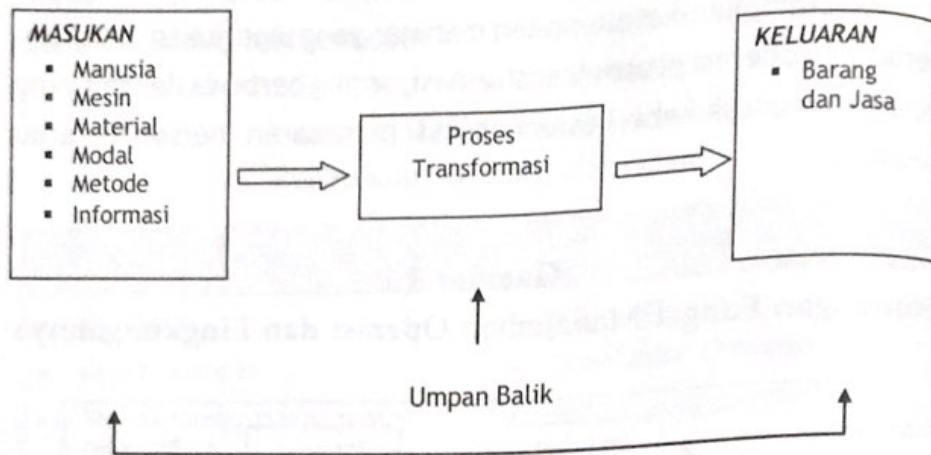 MASUKAN
▪ Manusia
▪ Mesin
▪ Material
▪ Modal
▪ Metode
▪ Informasi
Proses
Transformasi
KELUARAN
▪ Barang
dan Jasa
Umpan Balik